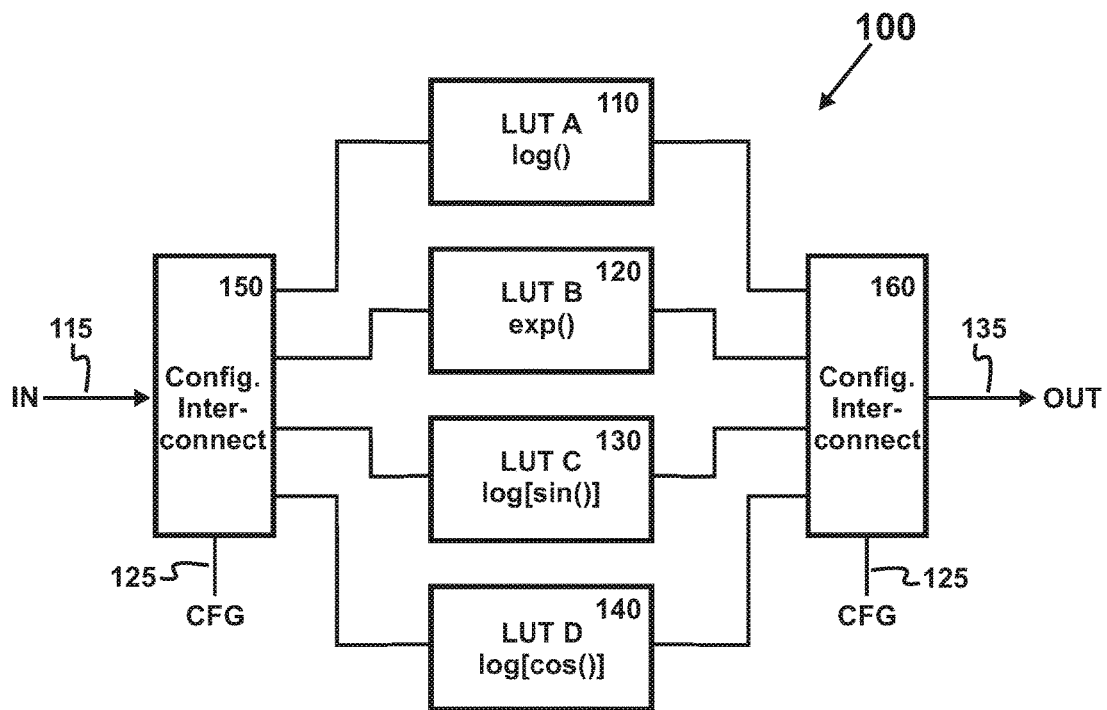 100
110
LUT A
log()
150
120
LUT B
exp()
160
115
135
IN
Config.
Inter-
connect
Config.
Inter-
connect
OUT
130
LUT C
log[sin()]
125
CFG
125
CFG
140
LUT D
log[cos()]